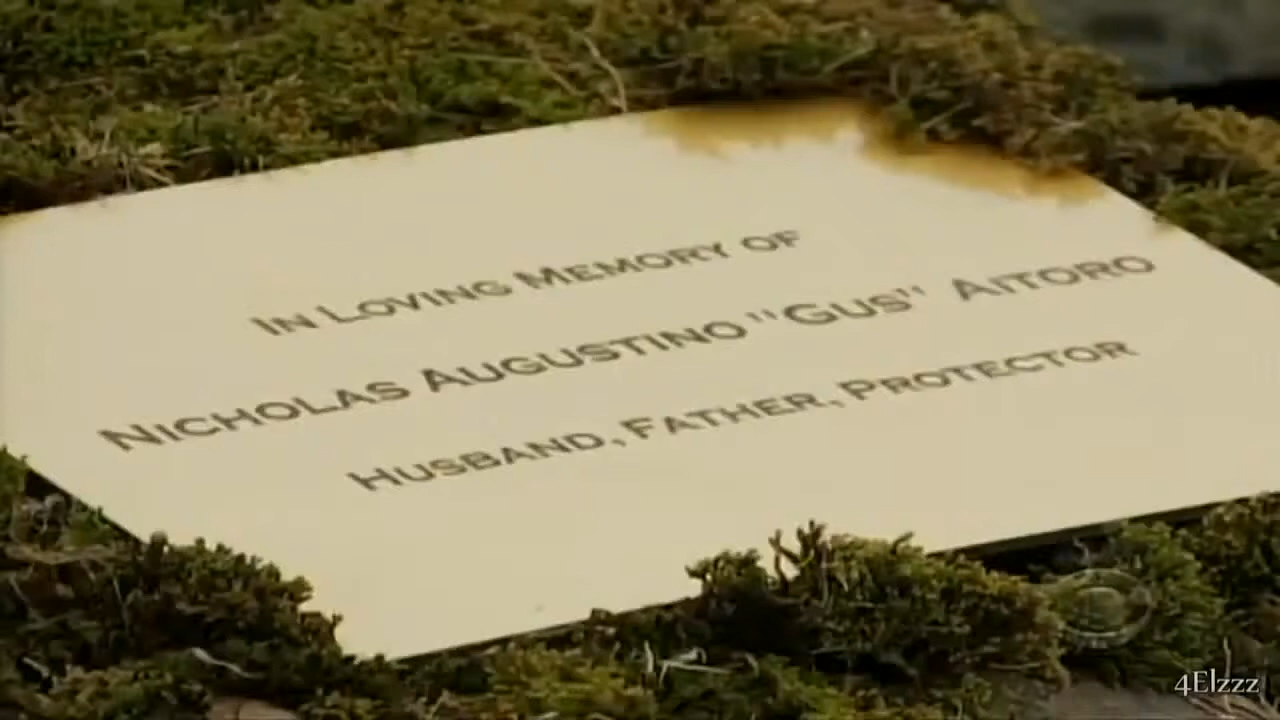 In Loving Memory of
Nicholas Augustino "Gus" Aitoro
Husband, Father, Protector
4Elzzz